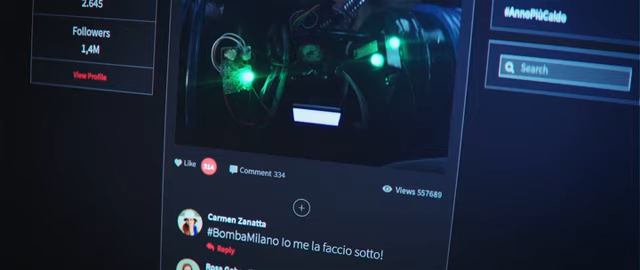 2.645
Followers
1,4M
View Profile
#AnnoPiùCaldo
Search
Like 314
Comment 334
Views 557689
Carmen Zanatta
#BombaMilano Io me la faccio sotto!
Reply